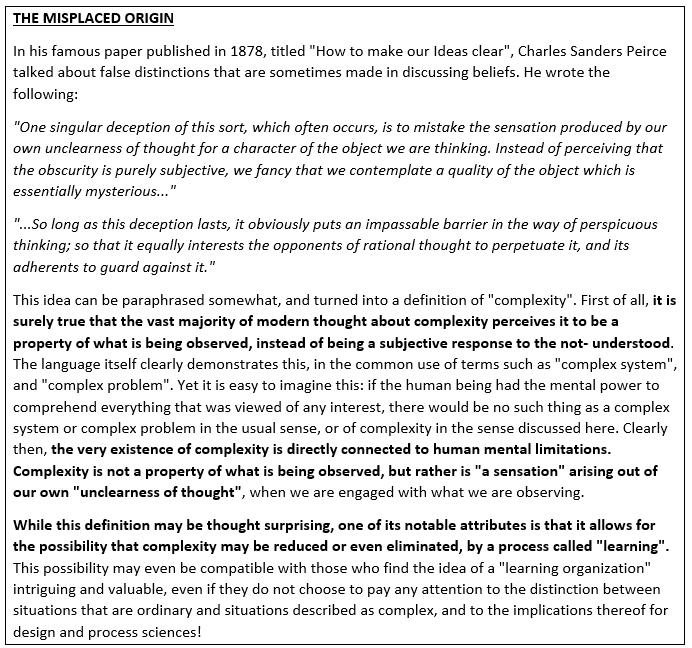 THE MISPLACED ORIGIN
In his famous paper published in 1878, titled "How to make our Ideas clear", Charles Sanders Peirce
talked about false distinctions that are sometimes made in discussing beliefs. He wrote the
following:
"One singular deception of this sort, which often occurs, is to mistake the sensation produced by our
own unclearness of thought for a character of the object we are thinking. Instead of perceiving that
the obscurity is purely subjective, we fancy that we contemplate a quality of the object which is
essentially mysterious..."
"...So long as this deception lasts, it obviously puts an impassable barrier in the way of perspicuous
thinking; so that it equally interests the opponents of rational thought to perpetuate it, and its
adherents to guard against it."
This idea can be paraphrased somewhat, and turned into a definition of "complexity". First of all, it is
surely true that the vast majority of modern thought about complexity perceives it to be a
property of what is being observed, instead of being a subjective response to the not- understood.
The language itself clearly demonstrates this, in the common use of terms such as "complex system",
and "complex problem". Yet it is easy to imagine this: if the human being had the mental power to
comprehend everything that was viewed of any interest, there would be no such thing as a complex
system or complex problem in the usual sense, or of complexity in the sense discussed here. Clearly
then, the very existence of complexity is directly connected to human mental limitations.
Complexity is not a property of what is being observed, but rather is "a sensation" arising out of
our own "unclearness of thought", when we are engaged with what we are observing.
While this definition may be thought surprising, one of its notable attributes is that it allows for
the possibility that complexity may be reduced or even eliminated, by a process called "learning".
This possibility may even be compatible with those who find the idea of a "learning organization"
intriguing and valuable, even if they do not choose to pay any attention to the distinction between
situations that are ordinary and situations described as complex, and to the implications thereof for
design and process sciences!